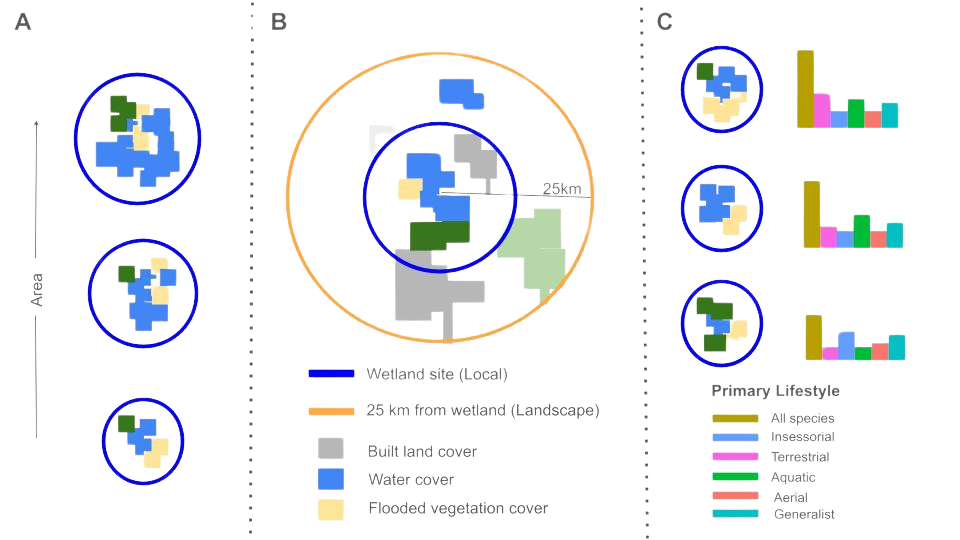 A
B
C
Area
25km
Wetland site (Local)
25 km from wetland (Landscape)
Built land cover
Water cover
Flooded vegetation cover
Primary Lifestyle
All species
Insessorial
Terrestrial
Aquatic
Aerial
Generalist